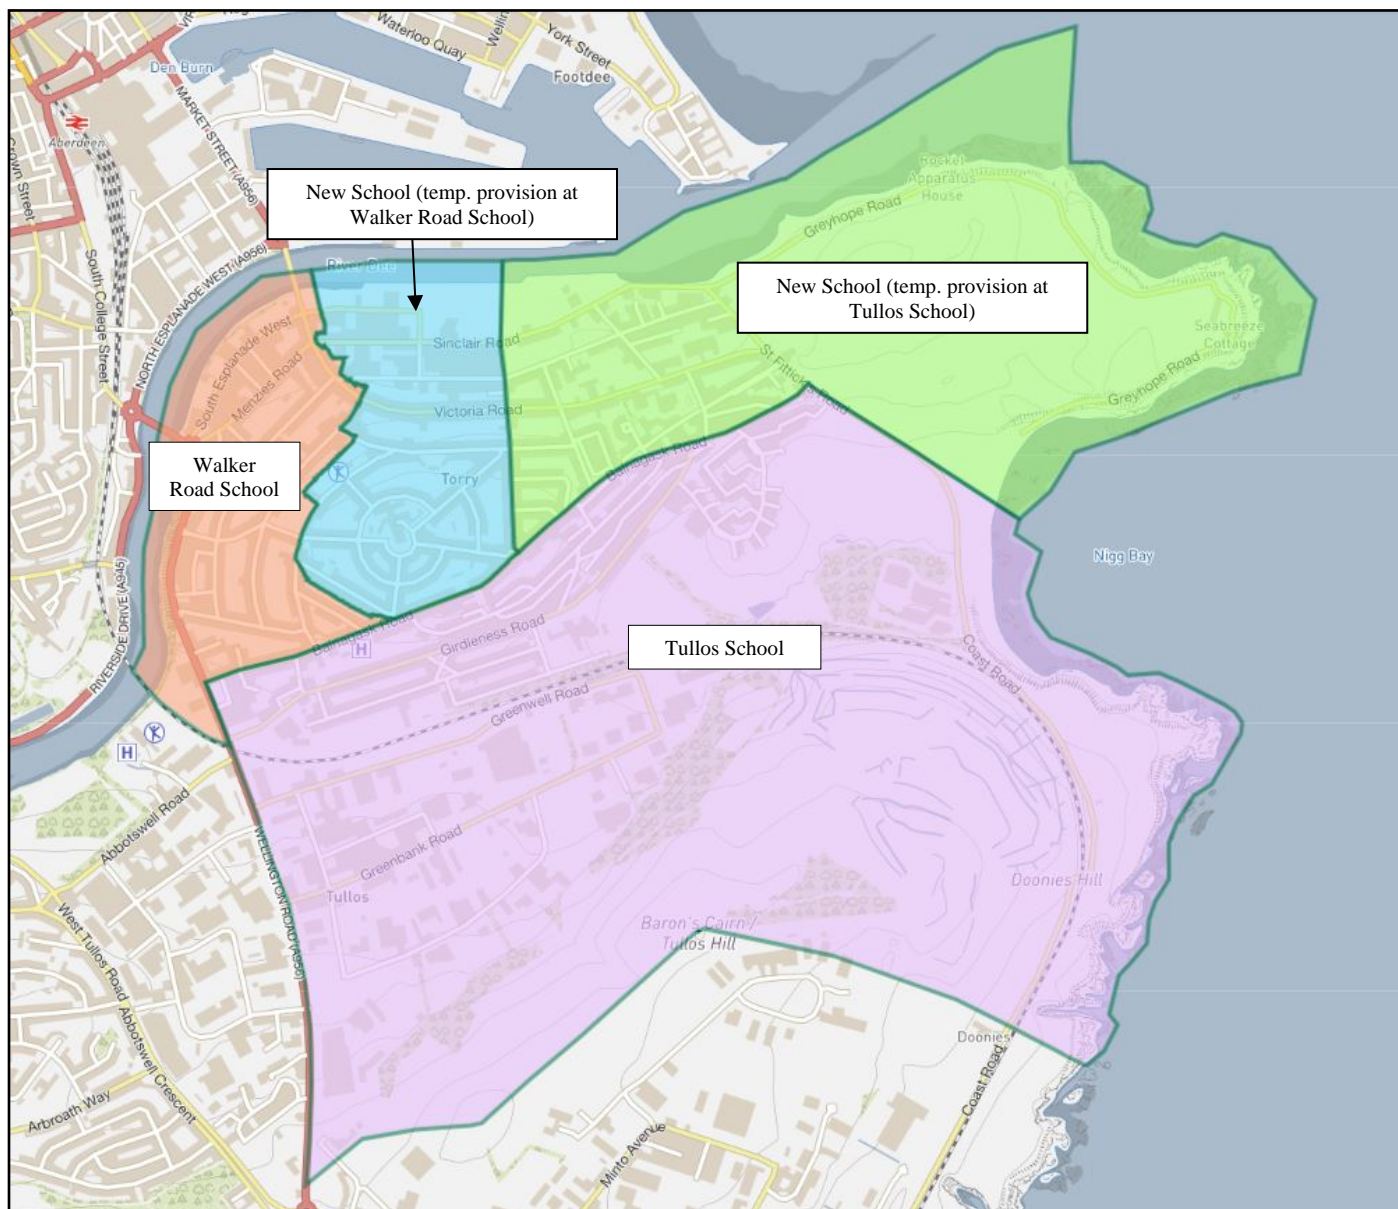 Waterloo Quay
York Street
Footdee
Den Burn
MARKET STREET (A956)
Aberdeen
Crown Street
South College Street
NORTH ESPLANADE WEST (A956)
RIVERSIDE DRIVE (A945)
New School (temp. provision at
Walker Road School)
River Dee
Rocket
Apparatus
House
Greyhope Road
New School (temp. provision at
Tullos School)
Seabreeze
Cottage
Greyhope Road
South Esplanade West
Menzies Road
Sinclair Road
Victoria Road
St Fitticks Road
Walker
Road School
Torry
Balnagask Road
Nigg Bay
Balnagask Road
Girdleness Road
H
Tullos School
Coast Road
Greenwell Road
H
Abbotswell Road
WELLINGTON ROAD (A956)
Greenbank Road
Tullos
Doonies Hill
Baron's Cairn /
Tullos Hill
West Tullos Road
Abbotswell Crescent
Doonies
Coast Road
Arbroath Way
Minto Avenue